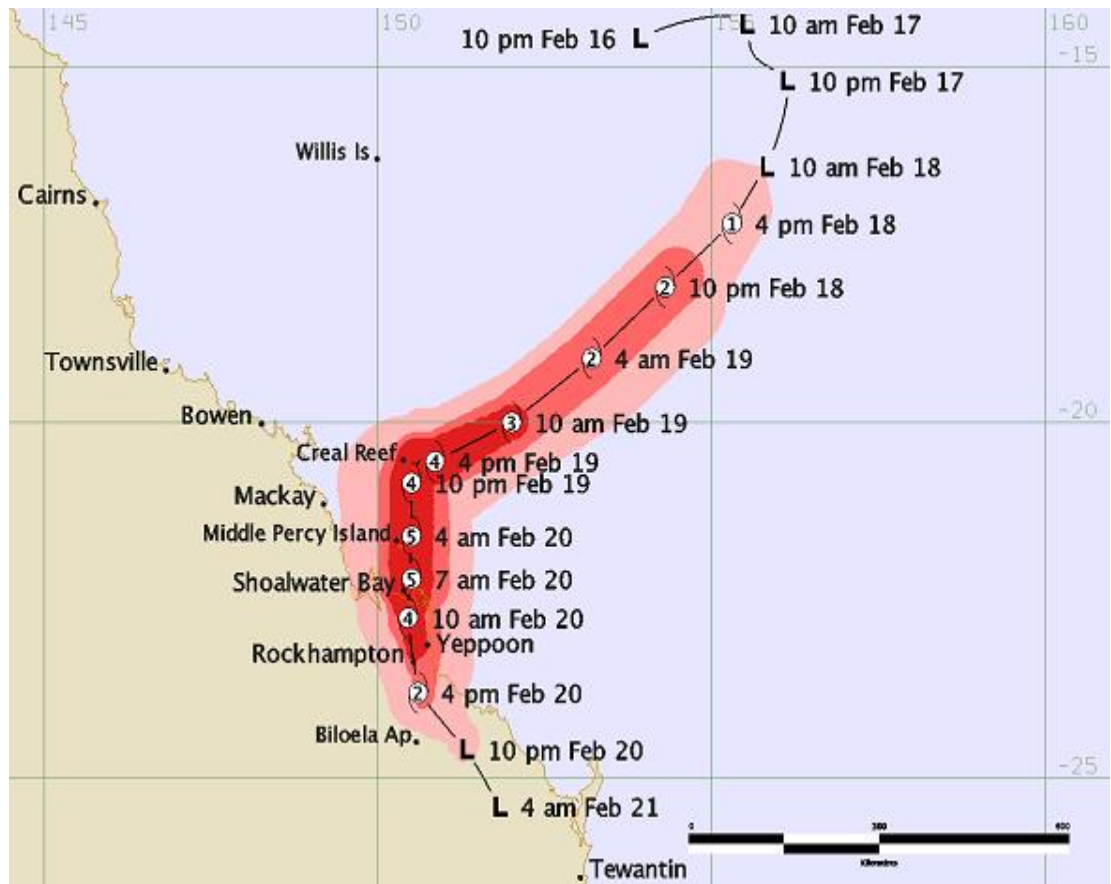 145
150
155
160
10 pm Feb 16 L
L 10 am Feb 17
-15
L 10 pm Feb 17
Willis Is
L 10 am Feb 18
Cairns
1 4 pm Feb 18
2 10 pm Feb 18
Townsville
2 4 am Feb 19
Bowen
3 10 am Feb 19
-20
Creal Reef
4 4 pm Feb 19
4 10 pm Feb 19
Mackay
Middle Percy Island
5 4 am Feb 20
Shoalwater Bay
5 7 am Feb 20
4 10 am Feb 20
Yeppoon
Rockhampton
2 4 pm Feb 20
Biloela Ap
L 10 pm Feb 20
-25
L 4 am Feb 21
0 300 600
Kilometres
Tewantin